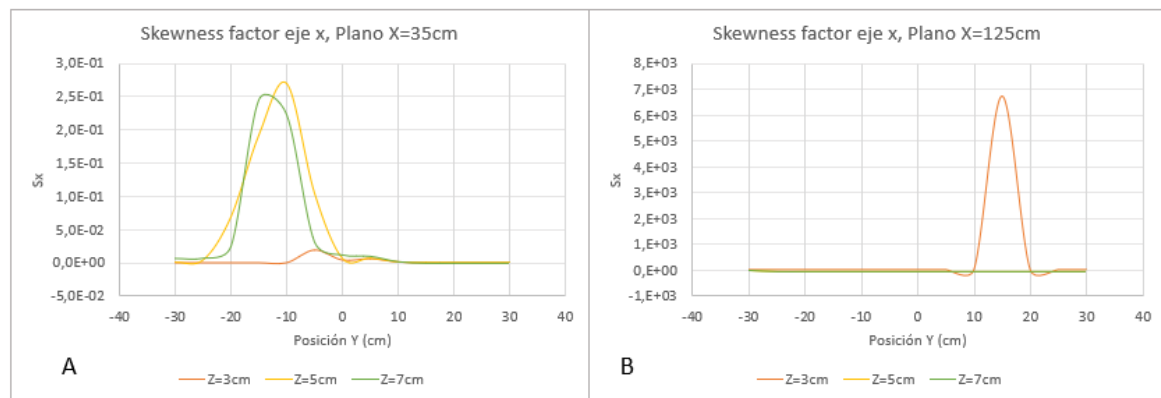 Skewness factor eje x, Plano X=35cm
3,0E-01
2,5E-01
2,0E-01
1,5E-01
1,0E-01
5,0E-02
0,0E+00
-5,0E-02
Sx
-40 -30 -20 -10 0 10 20 30 40
Posición Y (cm)
A
Z=3cm Z=5cm Z=7cm
Skewness factor eje x, Plano X=125cm
8,E+03
7,E+03
6,E+03
5,E+03
4,E+03
3,E+03
2,E+03
1,E+03
0,E+00
-1,E+03
Sx
-40 -30 -20 -10 0 10 20 30 40
Posición Y (cm)
B
Z=3cm Z=5cm Z=7cm